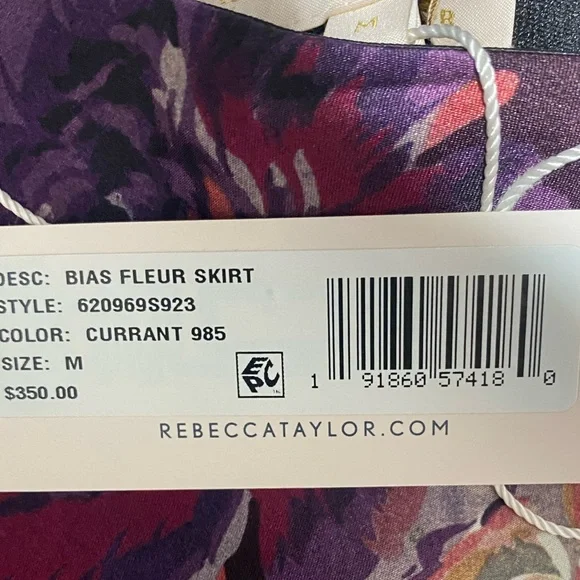 M
R
DESC: BIAS FLEUR SKIRT
STYLE: 620969S923
COLOR: CURRANT 985
SIZE: M
$350.00
EPC
1 91860 57418 0
REBECCATAYLOR.COM